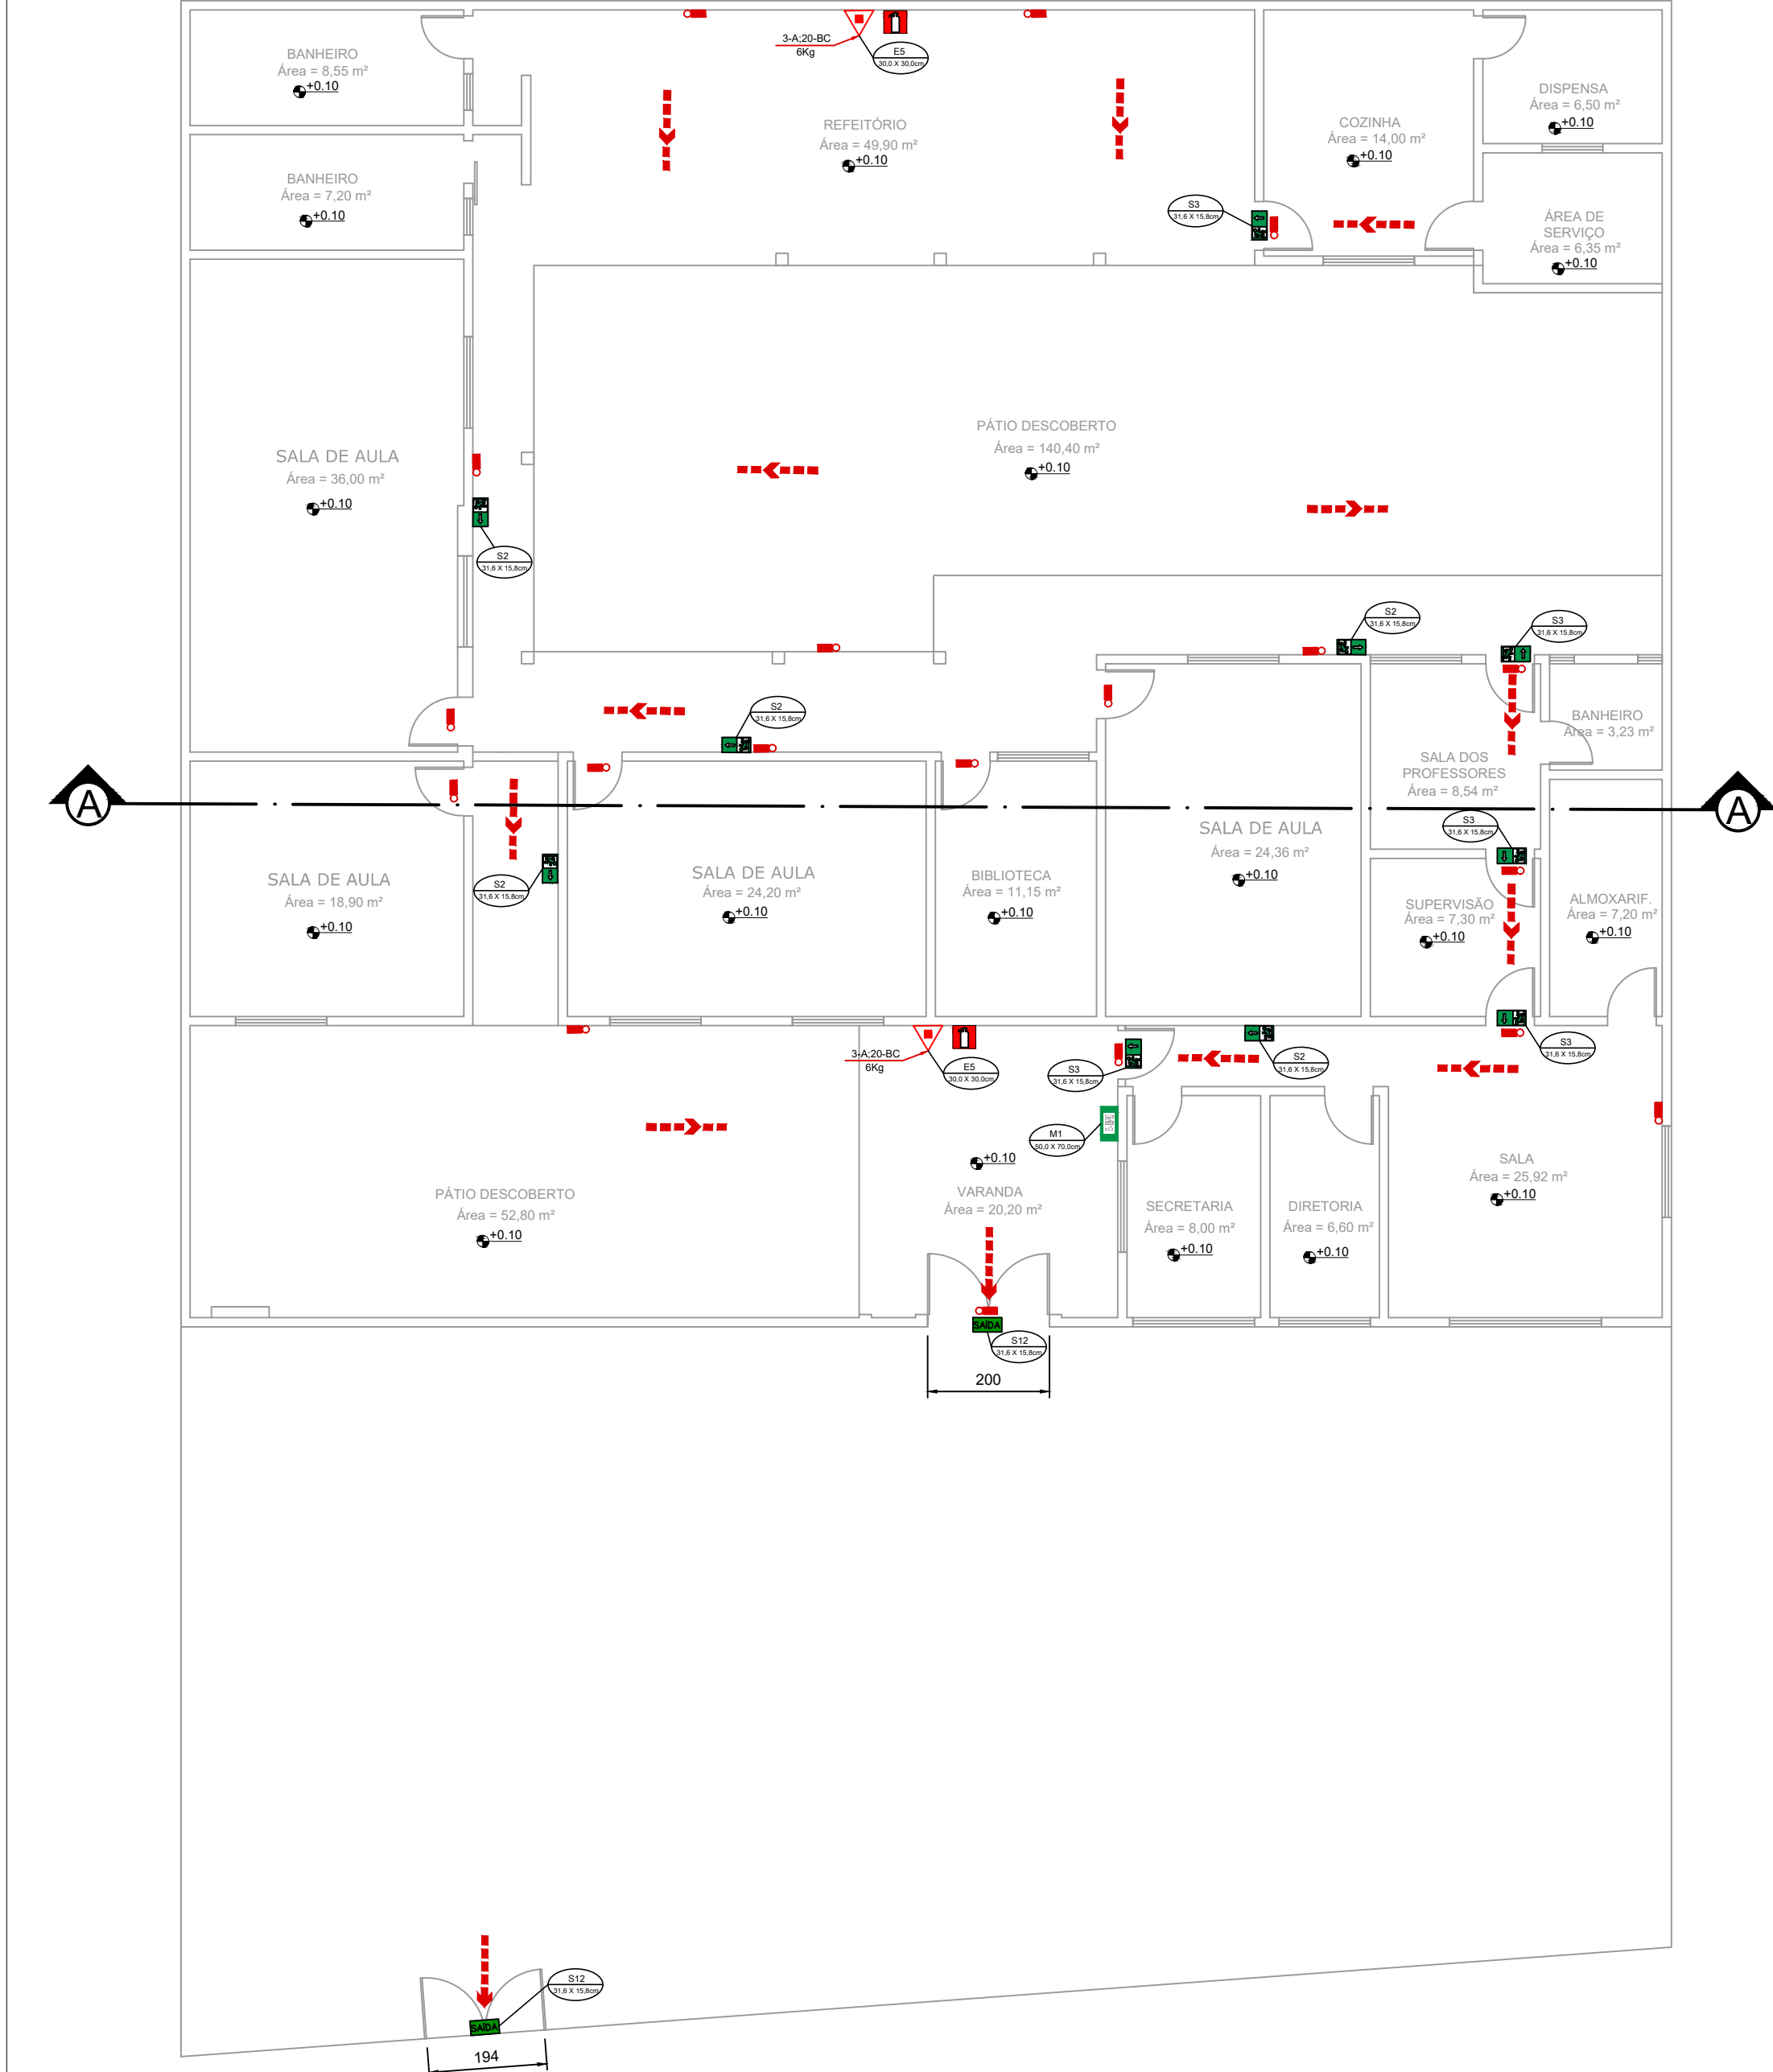 3-A;20-BC
6Kg
E5
30,0 X 30,0cm
BANHEIRO
Área = 8,55 m²
+0.10
REFEITÓRIO
Área = 49,90 m²
+0.10
COZINHA
Área = 14,00 m²
+0.10
DISPENSA
Área = 6,50 m²
+0.10
BANHEIRO
Área = 7,20 m²
+0.10
S3
31,6 X 15,8cm
ÁREA DE
SERVIÇO
Área = 6,35 m²
+0.10
PÁTIO DESCOBERTO
Área = 140,40 m²
+0.10
SALA DE AULA
Área = 36,00 m²
+0.10
S2
31,6 X 15,8cm
S2
31,6 X 15,8cm
S3
31,6 X 15,8cm
S2
31,6 X 15,8cm
BANHEIRO
Área = 3,23 m²
SALA DOS
PROFESSORES
Área = 8,54 m²
A
A
S3
31,6 X 15,8cm
SALA DE AULA
Área = 24,36 m²
+0.10
SALA DE AULA
Área = 18,90 m²
+0.10
S2
31,6 X 15,8cm
SALA DE AULA
Área = 24,20 m²
+0.10
BIBLIOTECA
Área = 11,15 m²
+0.10
SUPERVISÃO
Área = 7,30 m²
+0.10
ALMOXARIF.
Área = 7,20 m²
+0.10
3-A;20-BC
6Kg
E5
30,0 X 30,0cm
S3
31,6 X 15,8cm
S2
31,6 X 15,8cm
S3
31,6 X 15,8cm
M1
50,0 X 70,0cm
+0.10
VARANDA
Área = 20,20 m²
PÁTIO DESCOBERTO
Área = 52,80 m²
+0.10
SECRETARIA
Área = 8,00 m²
+0.10
DIRETORIA
Área = 6,60 m²
+0.10
SALA
Área = 25,92 m²
+0.10
SAÍDA
S12
31,6 X 15,8cm
200
S12
31,6 X 15,8cm
SAÍDA
194